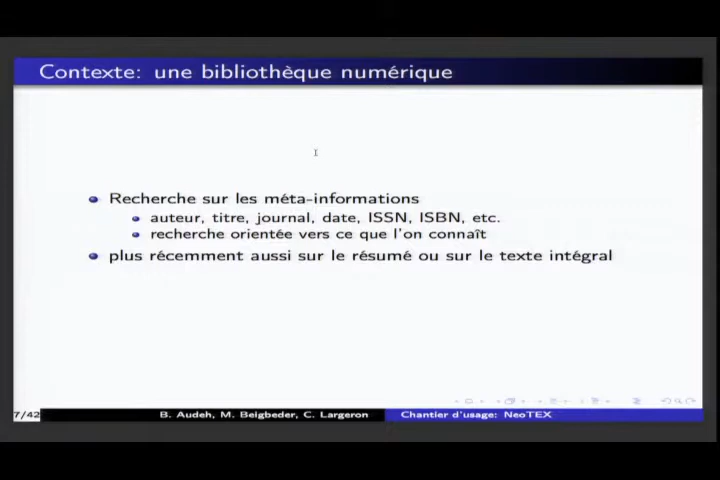 Contexte: une bibliothèque numérique
Recherche sur les méta-informations
auteur, titre, journal, date, ISSN, ISBN, etc.
recherche orientée vers ce que l'on connaît
plus récemment aussi sur le résumé ou sur le texte intégral
7/42
B. Audeh, M. Beigbeder, C. Largeron
Chantier d'usage: NeoTEX